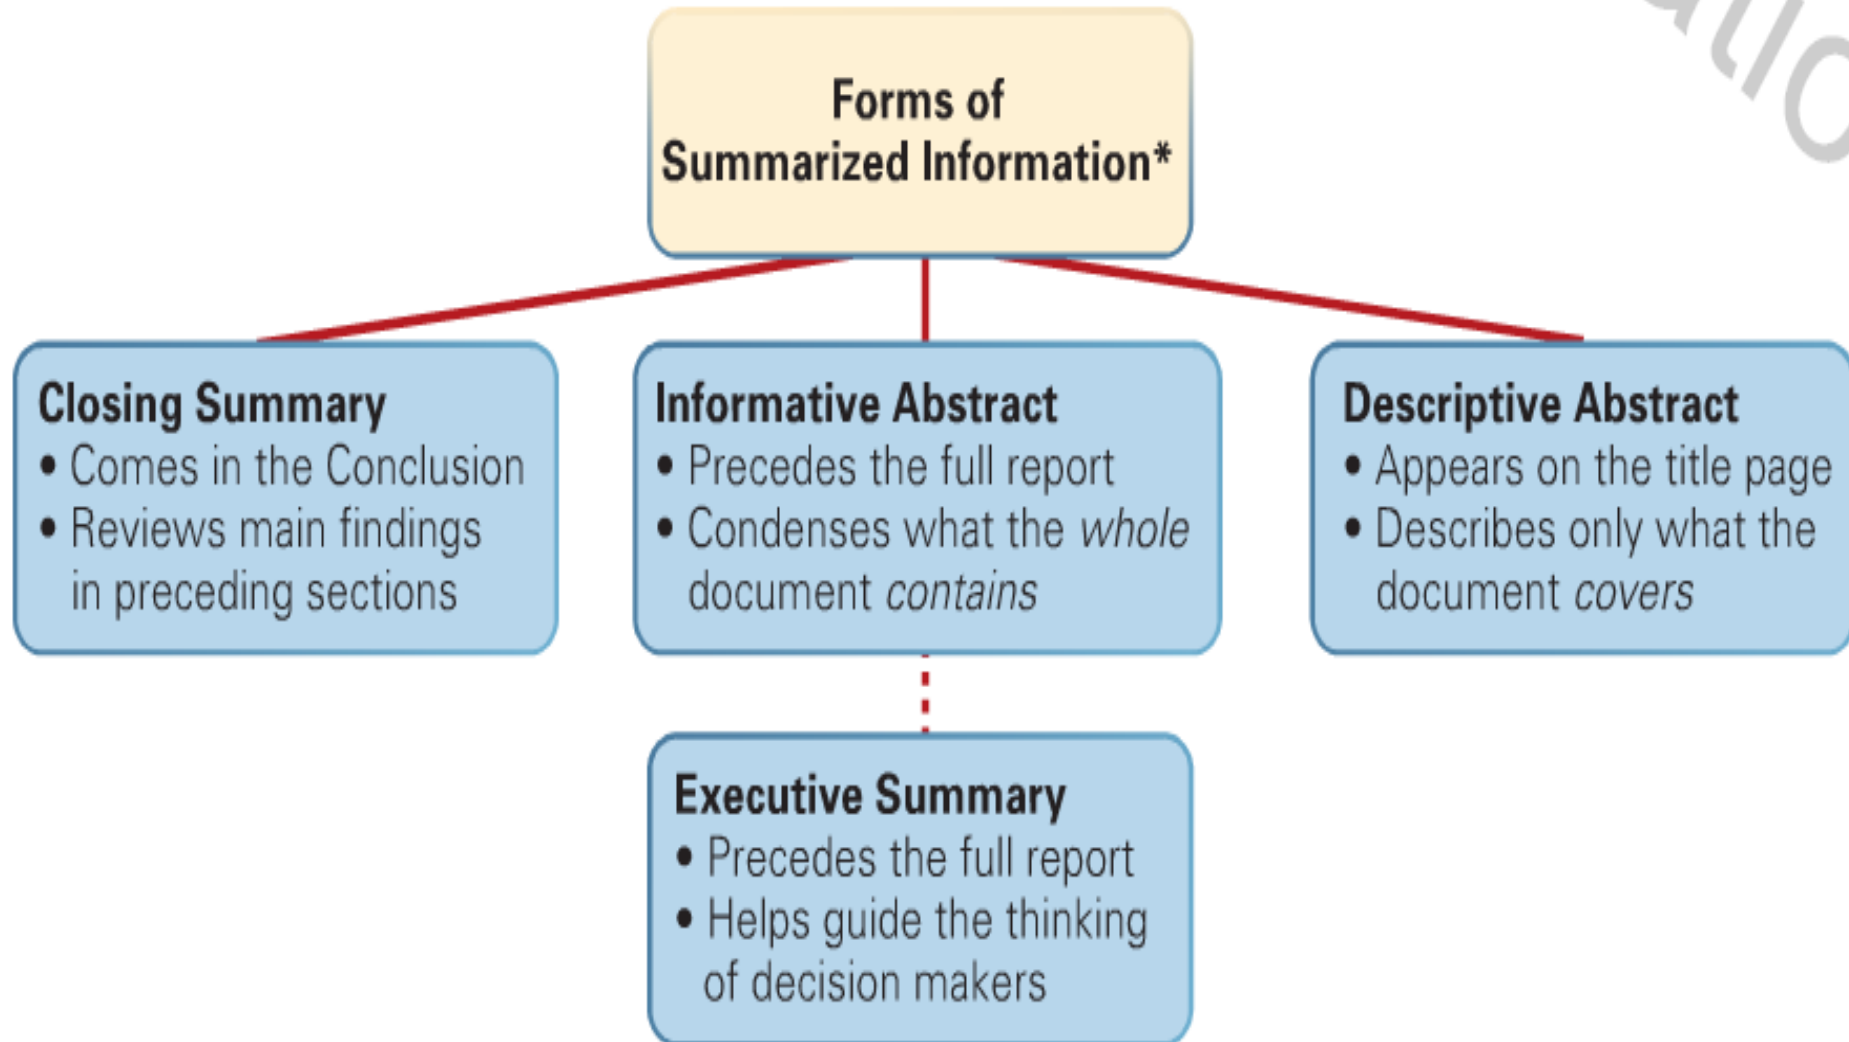 Forms of
Summarized Information*
Closing Summary
• Comes in the Conclusion
• Reviews main findings
in preceding sections
Informative Abstract
• Precedes the full report
• Condenses what the whole
document contains
Descriptive Abstract
• Appears on the title page
• Describes only what the
document covers
Executive Summary
• Precedes the full report
• Helps guide the thinking
of decision makers